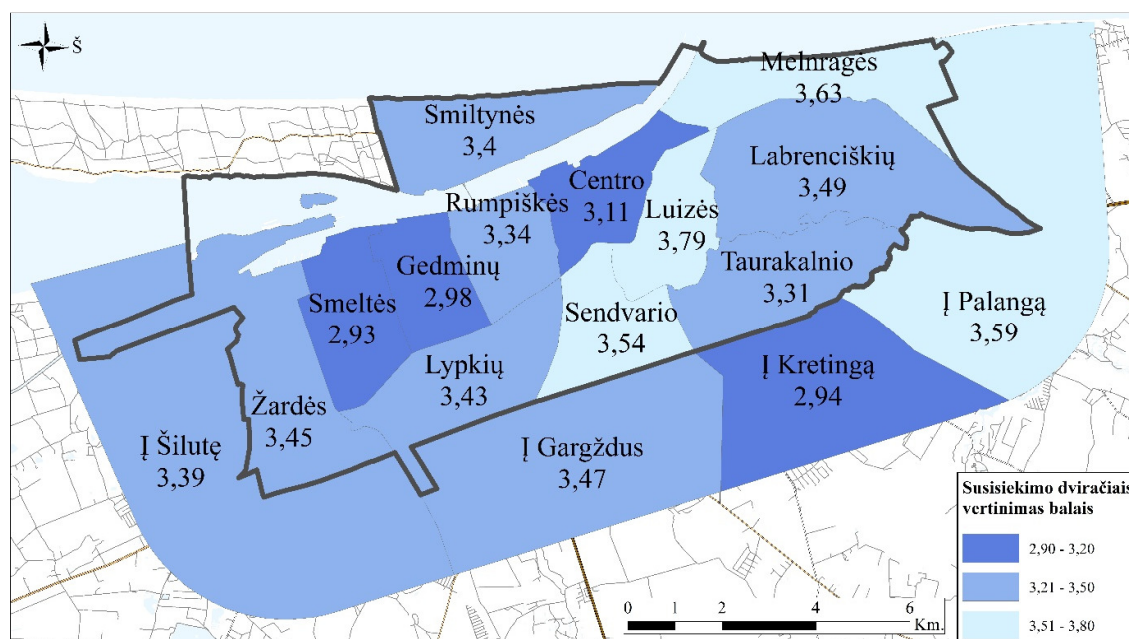 Š
Melnragės
3,63
Smiltynės
3,4
Labrenciškių
3,49
Centro
3,11
Rumpiškės
3,34
Luizės
3,79
Gedminų
2,98
Taurakalnio
3,31
Smeltės
2,93
Sendvario
3,54
Į Palangą
3,59
Lypkių
3,43
Į Kretingą
2,94
Žardės
3,45
Į Šilutę
3,39
Į Gargždus
3,47
Susisiekimo dviračiais
vertinimas balais
2,90 - 3,20
3,21 - 3,50
3,51 - 3,80
0 1 2 4 6
Km.